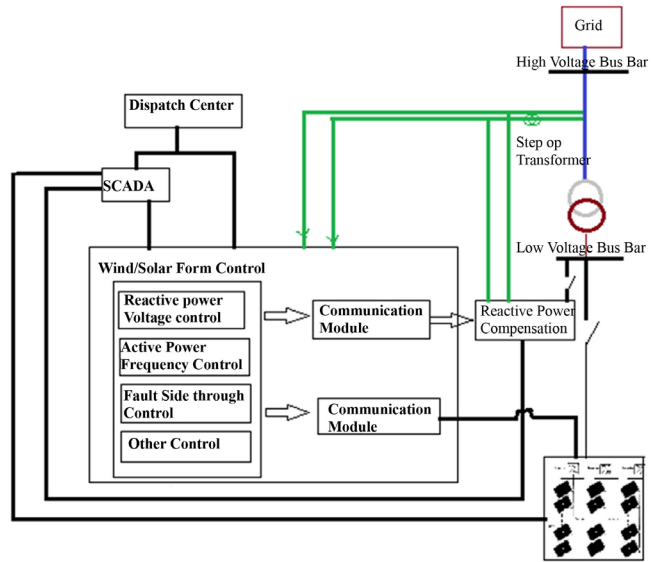 Grid
High Voltage Bus Bar
Dispatch Center
Step op
Transformer
SCADA
Low Voltage Bus Bar
Wind/Solar Form Control
Reactive power
Voltage control
Communication
Module
Reactive Power
Compensation
Active Power
Frequency Control
Fault Side through
Control
Communication
Module
Other Control